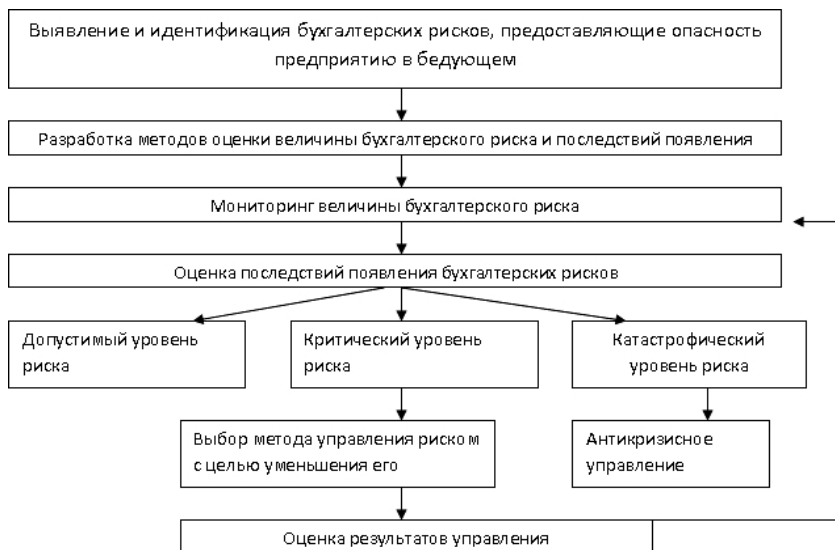 Выявление и идентификация бухгалтерских рисков, предоставляющие опасность
предприятию в бедующем
Разработка методов оценки величины бухгалтерского риска и последствий появления
Мониторинг величины бухгалтерского риска
Оценка последствий появления бухгалтерских рисков
Допустимый уровень
риска
Критический уровень
риска
Катастрофический
уровень риска
Выбор метода управления риском
с целью уменьшения его
Антикризисное
управление
Оценка результатов управления